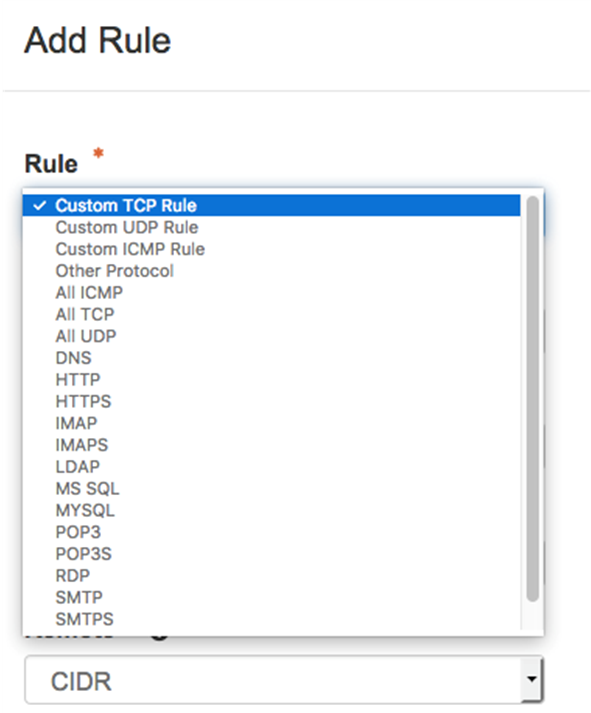 Add Rule
Rule *
✓ Custom TCP Rule
Custom UDP Rule
Custom ICMP Rule
Other Protocol
All ICMP
All TCP
All UDP
DNS
HTTP
HTTPS
IMAP
IMAPS
LDAP
MS SQL
MYSQL
POP3
POP3S
RDP
SMTP
SMTPS
CIDR